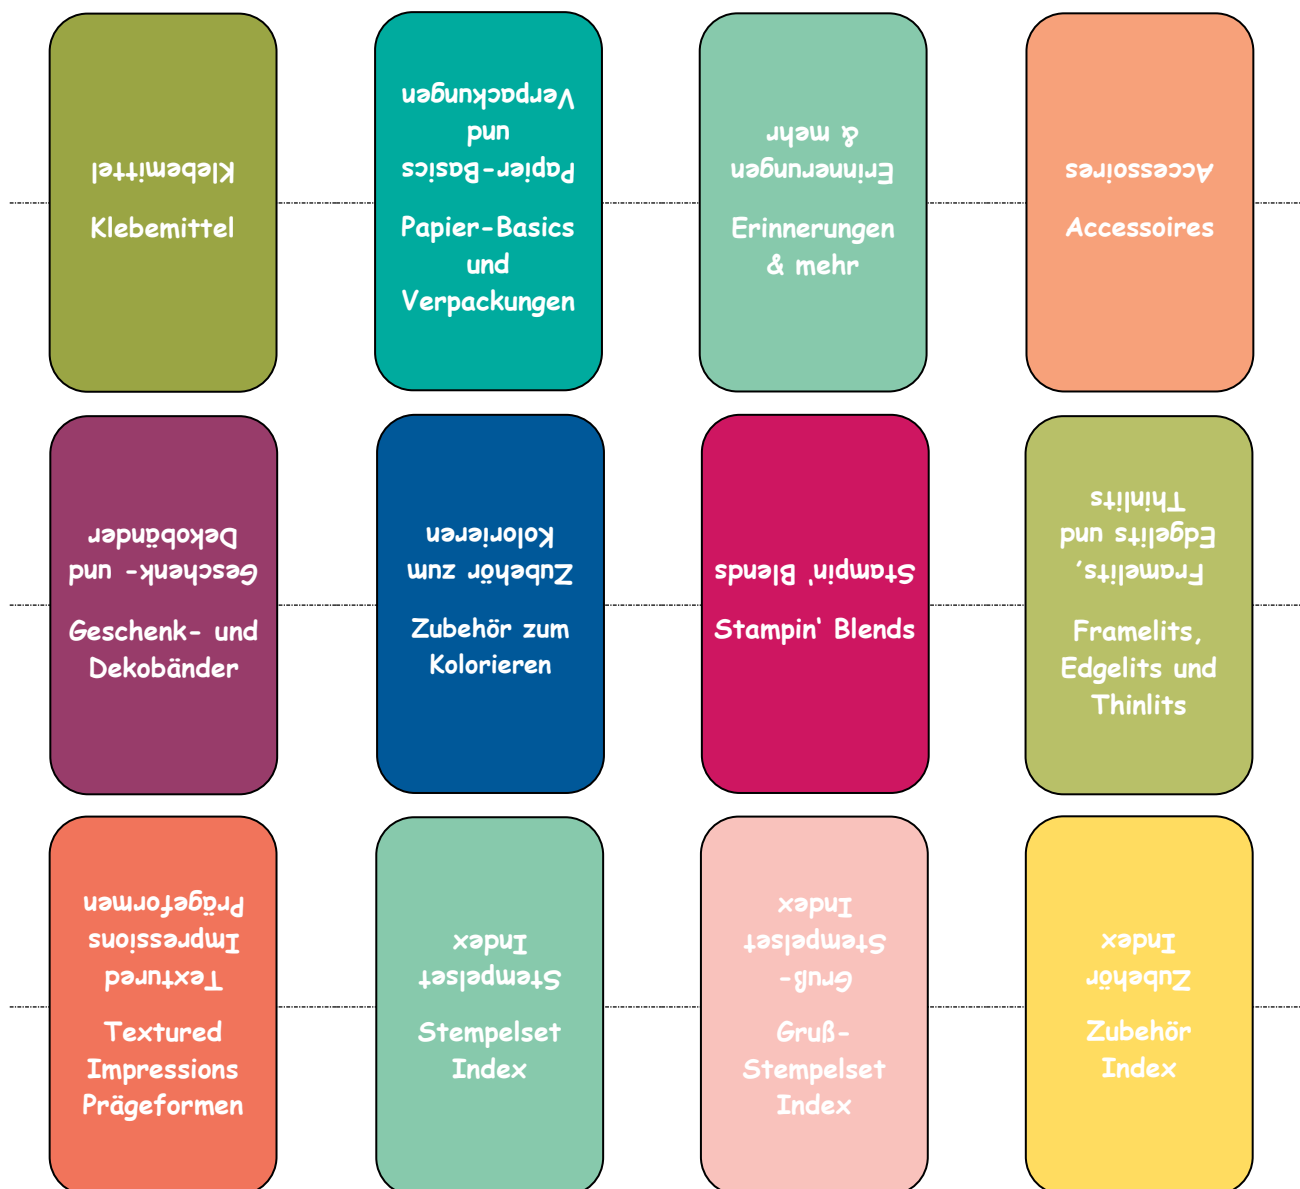 Klebemittel
Klebemittel
Papier-Basics
und
Verpackungen
Papier-Basics
und
Verpackungen
Erinnerungen
& mehr
Erinnerungen
& mehr
Accessoires
Accessoires
Geschenk- und
Dekobänder
Geschenk- und
Dekobänder
Zubehör zum
Kolorieren
Zubehör zum
Kolorieren
Stampin‘ Blends
Stampin‘ Blends
Framelits,
Edgelits und
Thinlits
Framelits,
Edgelits und
Thinlits
Textured
Impressions
Prägeformen
Textured
Impressions
Prägeformen
Stempelset
Index
Stempelset
Index
Gruß-
Stempelset
Index
Gruß-
Stempelset
Index
Zubehör
Index
Zubehör
Index